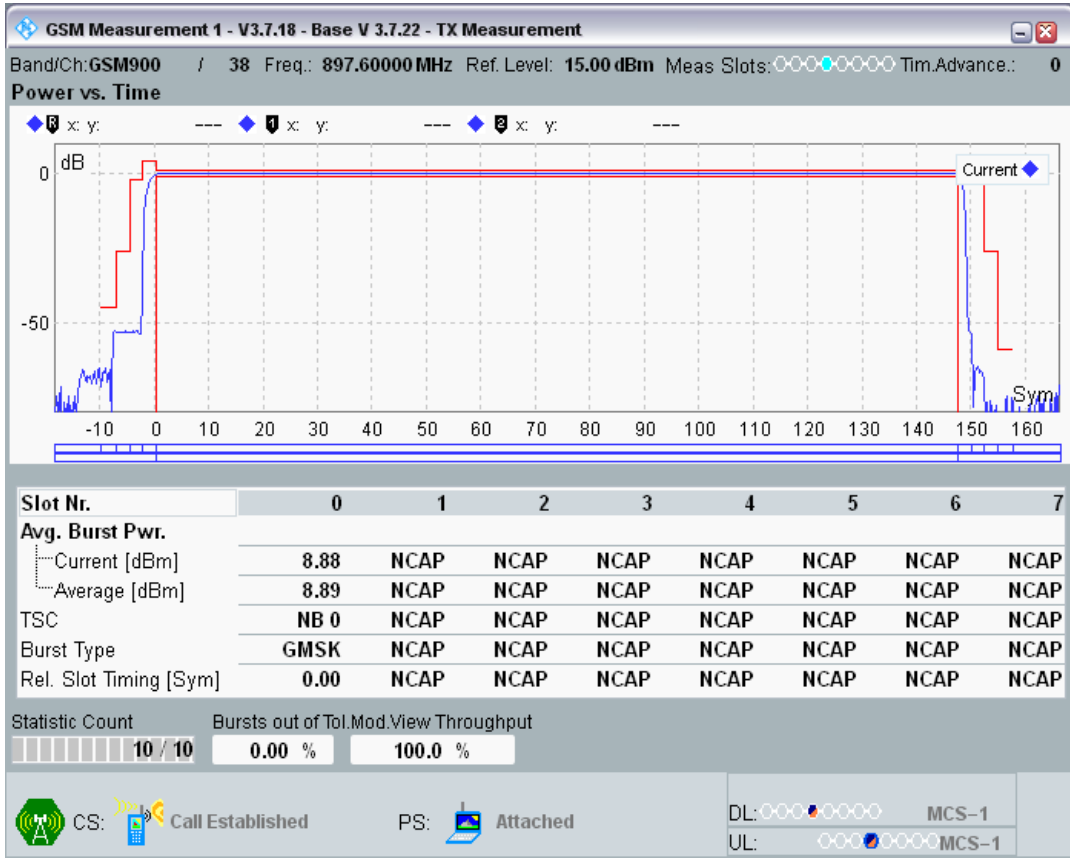 GSM Measurement 1 - V3.7.18 - Base V 3.7.22 - TX Measurement
Band/Ch:GSM900 / 38 Freq.: 897.60000 MHz Ref. Level: 15.00 dBm Meas Slots: Tim.Advance.: 0
Power vs. Time
R x: y: --- 1 x: y: --- 2 x: y: ---
dB
Current
0
-50
Sym
-10 0 10 20 30 40 50 60 70 80 90 100 110 120 130 140 150 160
Slot Nr. 0 1 2 3 4 5 6 7
Avg. Burst Pwr.
Current [dBm] 8.88 NCAP NCAP NCAP NCAP NCAP NCAP NCAP
Average [dBm] 8.89 NCAP NCAP NCAP NCAP NCAP NCAP NCAP
TSC NB 0 NCAP NCAP NCAP NCAP NCAP NCAP NCAP
Burst Type GMSK NCAP NCAP NCAP NCAP NCAP NCAP NCAP
Rel. Slot Timing [Sym] 0.00 NCAP NCAP NCAP NCAP NCAP NCAP NCAP
Statistic Count Bursts out of Tol.Mod.View Throughput
10 / 10 0.00 % 100.0 %
CS: Call Established PS: Attached
DL: MCS-1
UL: MCS-1